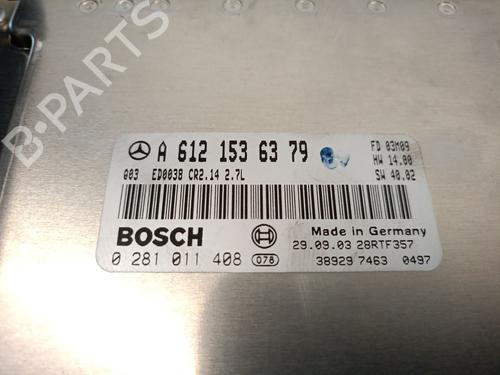 B-PARTS
A 612 153 63 79
FD 03M09
003 ED0038 CR2.14 2.7L
HW 14.00
SW 40.02
BOSCH
Made in Germany
29.09.03 28RTF357
0 281 011 408 078
38929 7463 0497